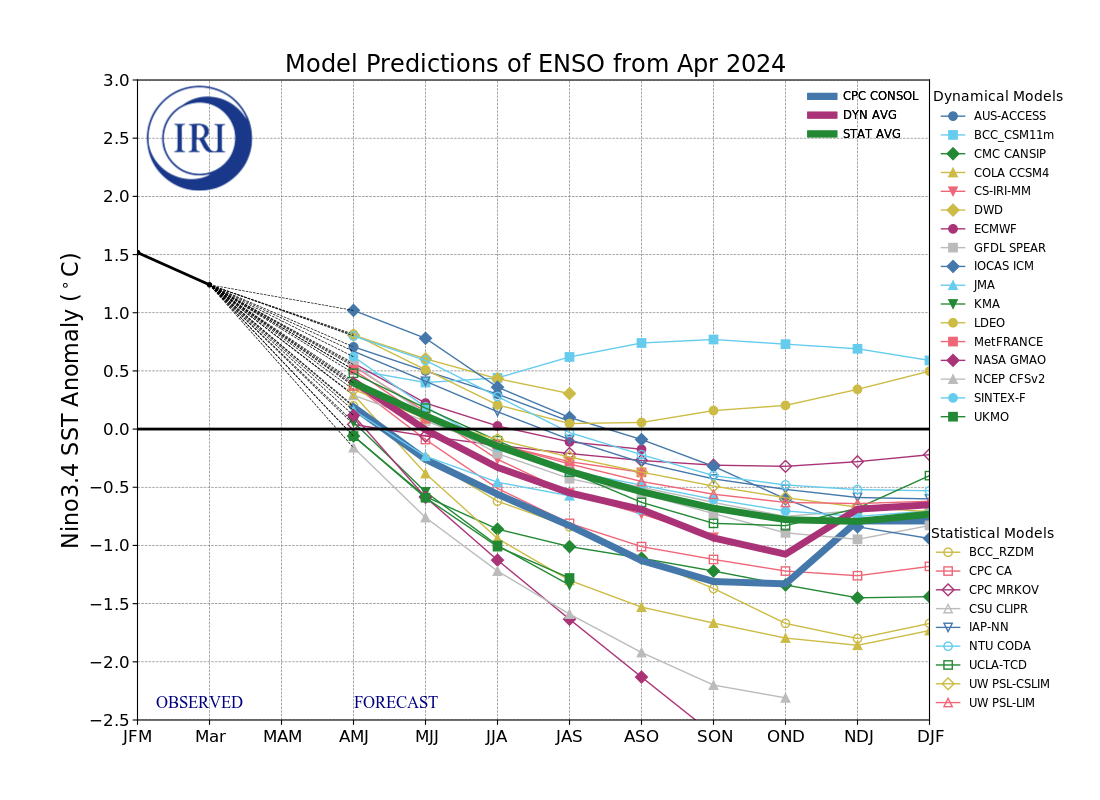 Model Predictions of ENSO from Apr 2024
Nino3.4 SST Anomaly (°C)
3.0
2.5
2.0
1.5
1.0
0.5
0.0
−0.5
−1.0
−1.5
−2.0
−2.5
IRI
CPC CONSOL
DYN AVG
STAT AVG
OBSERVED
FORECAST
JFM Mar MAM AMJ MJJ JJA JAS ASO SON OND NDJ DJF
Dynamical Models
AUS-ACCESS
BCC_CSM11m
CMC CANSIP
COLA CCSM4
CS-IRI-MM
DWD
ECMWF
GFDL SPEAR
IOCAS ICM
JMA
KMA
LDEO
MetFRANCE
NASA GMAO
NCEP CFSv2
SINTEX-F
UKMO
Statistical Models
BCC_RZDM
CPC CA
CPC MRKOV
CSU CLIPR
IAP-NN
NTU CODA
UCLA-TCD
UW PSL-CSLIM
UW PSL-LIM